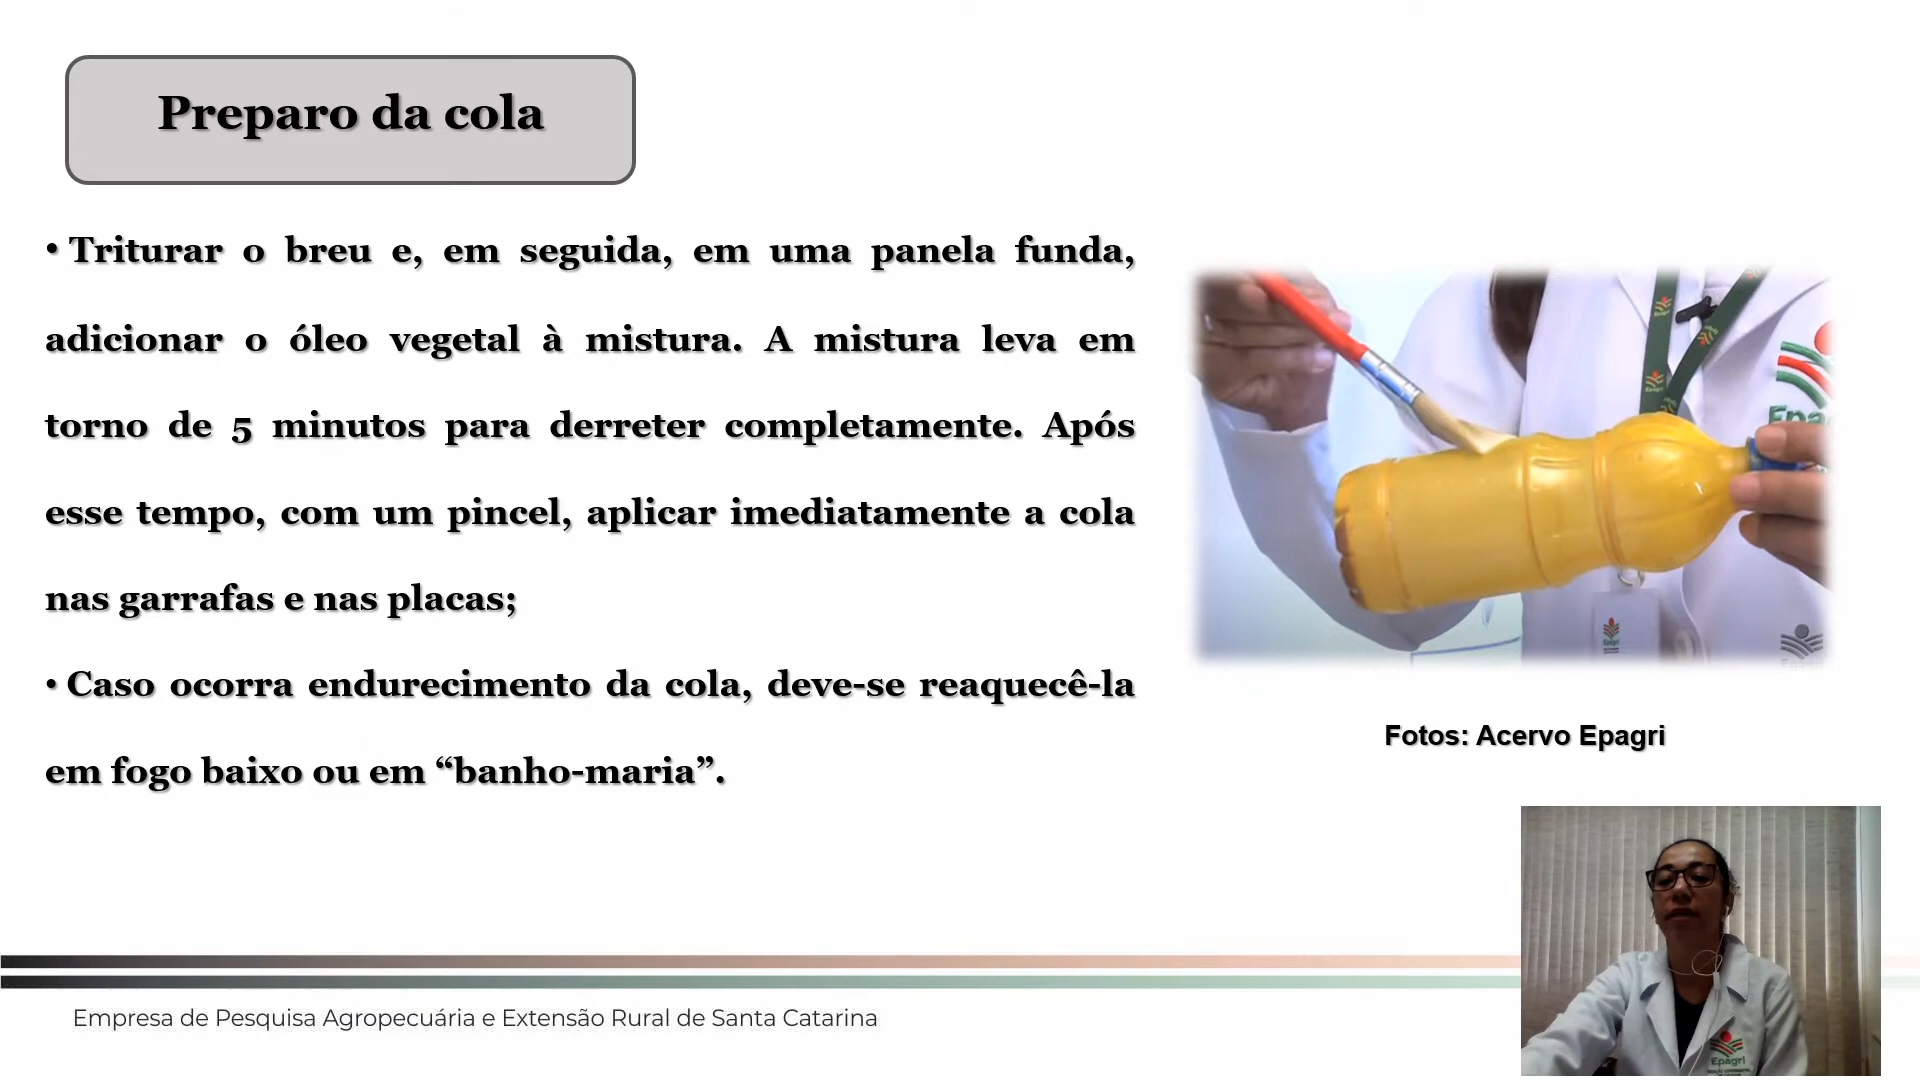 Preparo da cola
• Triturar o breu e, em seguida, em uma panela funda,
adicionar o óleo vegetal à mistura. A mistura leva em
torno de 5 minutos para derreter completamente. Após
esse tempo, com um pincel, aplicar imediatamente a cola
nas garrafas e nas placas;
• Caso ocorra endurecimento da cola, deve-se reaquecê-la
em fogo baixo ou em “banho-maria”.
Fotos: Acervo Epagri
Epagri
Empresa de Pesquisa Agropecuária e Extensão Rural de Santa Catarina